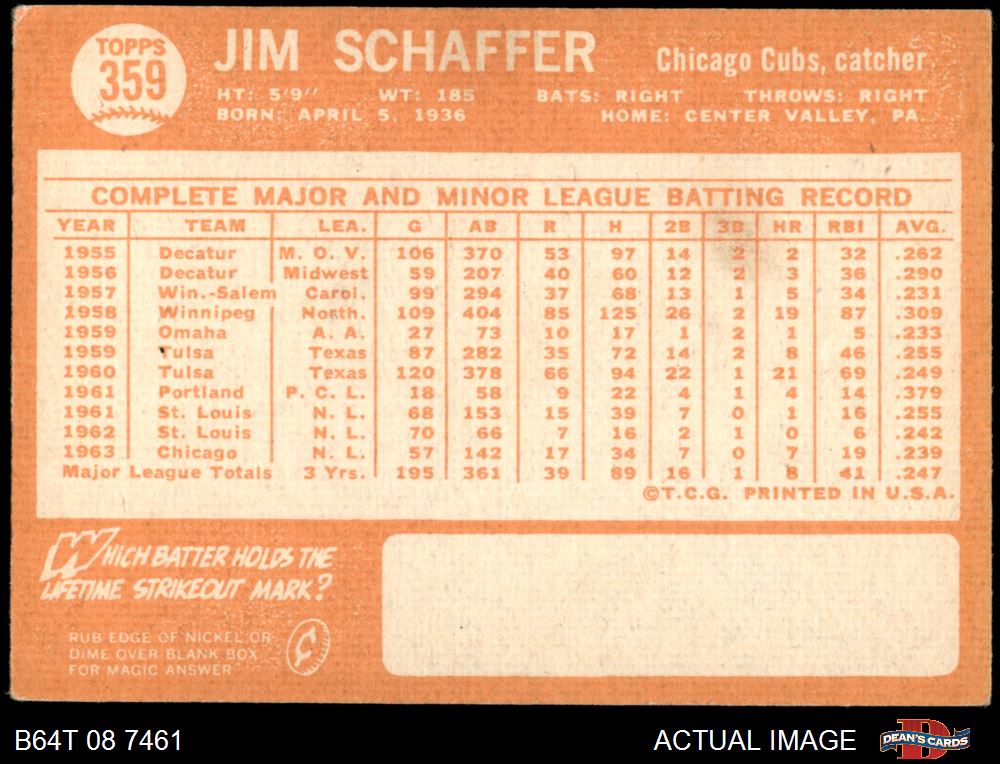 TOPPS
359
JIM SCHAFFER
Chicago Cubs, catcher
HT: 5'9" WT: 185 BATS: RIGHT THROWS: RIGHT
BORN: APRIL 5, 1936 HOME: CENTER VALLEY, PA.
COMPLETE MAJOR AND MINOR LEAGUE BATTING RECORD
YEAR TEAM LEA. G AB R H 2B 3B HR RBI AVG.
1955 Decatur M. O. V. 106 370 53 97 14 2 2 32 .262
1956 Decatur Midwest 59 207 40 60 12 2 3 36 .290
1957 Win.-Salem Carol. 99 294 37 68 13 1 5 34 .231
1958 Winnipeg North. 109 404 85 125 26 2 19 87 .309
1959 Omaha A. A. 27 73 10 17 1 2 1 5 .233
1959 Tulsa Texas 87 282 35 72 14 2 8 46 .255
1960 Tulsa Texas 120 378 66 94 22 1 21 69 .249
1961 Portland P. C. L. 18 58 9 22 4 1 4 14 .379
1961 St. Louis N. L. 68 153 15 39 7 0 1 16 .255
1962 St. Louis N. L. 70 66 7 16 2 1 0 6 .242
1963 Chicago N. L. 57 142 17 34 7 0 7 19 .239
Major League Totals 3 Yrs. 195 361 39 89 16 1 8 41 .247
©T.C.G. PRINTED IN U.S.A.
WHICH BATTER HOLDS THE
LIFETIME STRIKEOUT MARK?
RUB EDGE OF NICKEL OR
DIME OVER BLANK BOX
FOR MAGIC ANSWER
¢
B64T 08 7461
ACTUAL IMAGE
D
DEAN'S CARDS